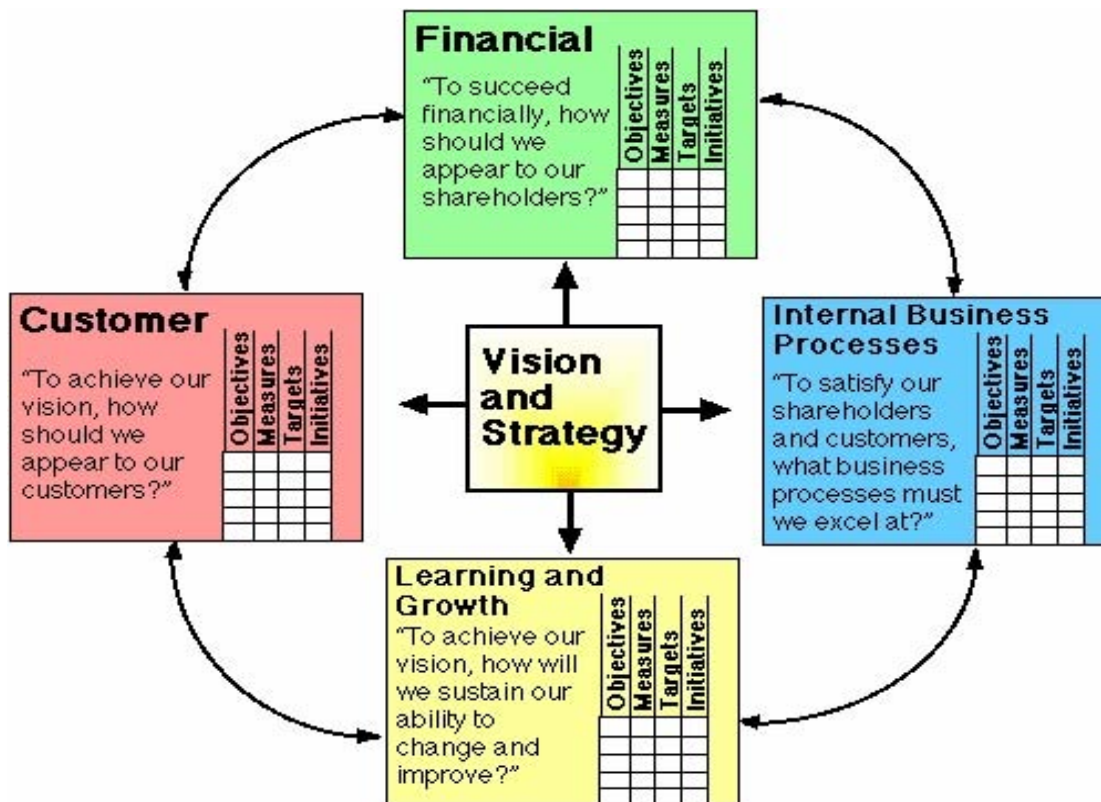 Financial
“To succeed
financially, how
should we
appear to our
shareholders?”
Objectives
Measures
Targets
Initiatives
Customer
“To achieve our
vision, how
should we
appear to our
customers?”
Objectives
Measures
Targets
Initiatives
Vision
and
Strategy
Internal Business
Processes
“To satisfy our
shareholders
and customers,
what business
processes must
we excel at?”
Objectives
Measures
Targets
Initiatives
Learning and
Growth
“To achieve our
vision, how will
we sustain our
ability to
change and
improve?”
Objectives
Measures
Targets
Initiatives